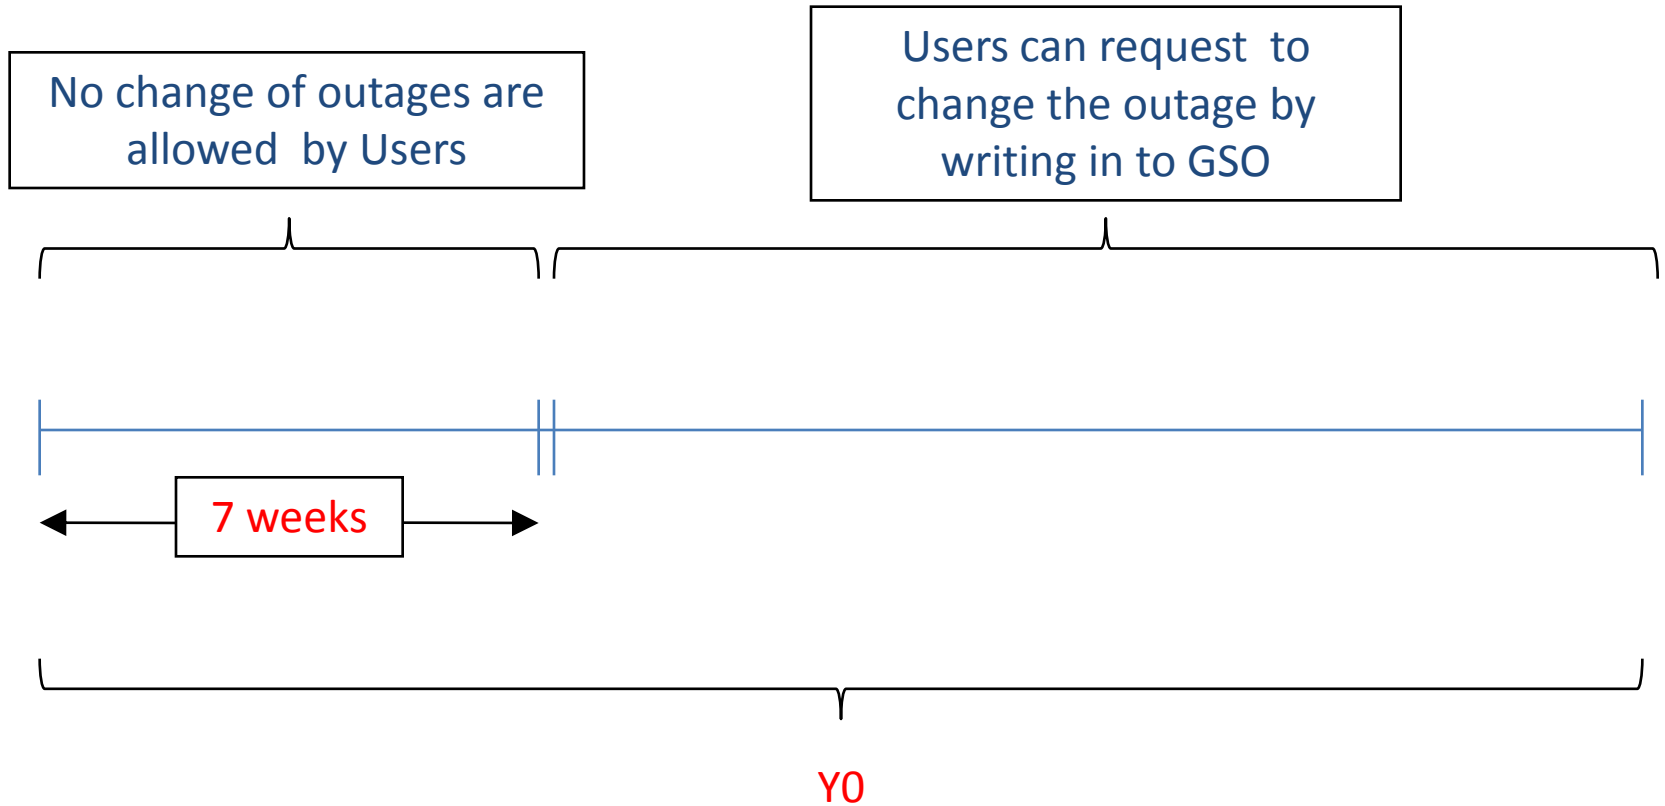 No change of outages are
allowed by Users
Users can request to
change the outage by
writing in to GSO
7 weeks
Y0